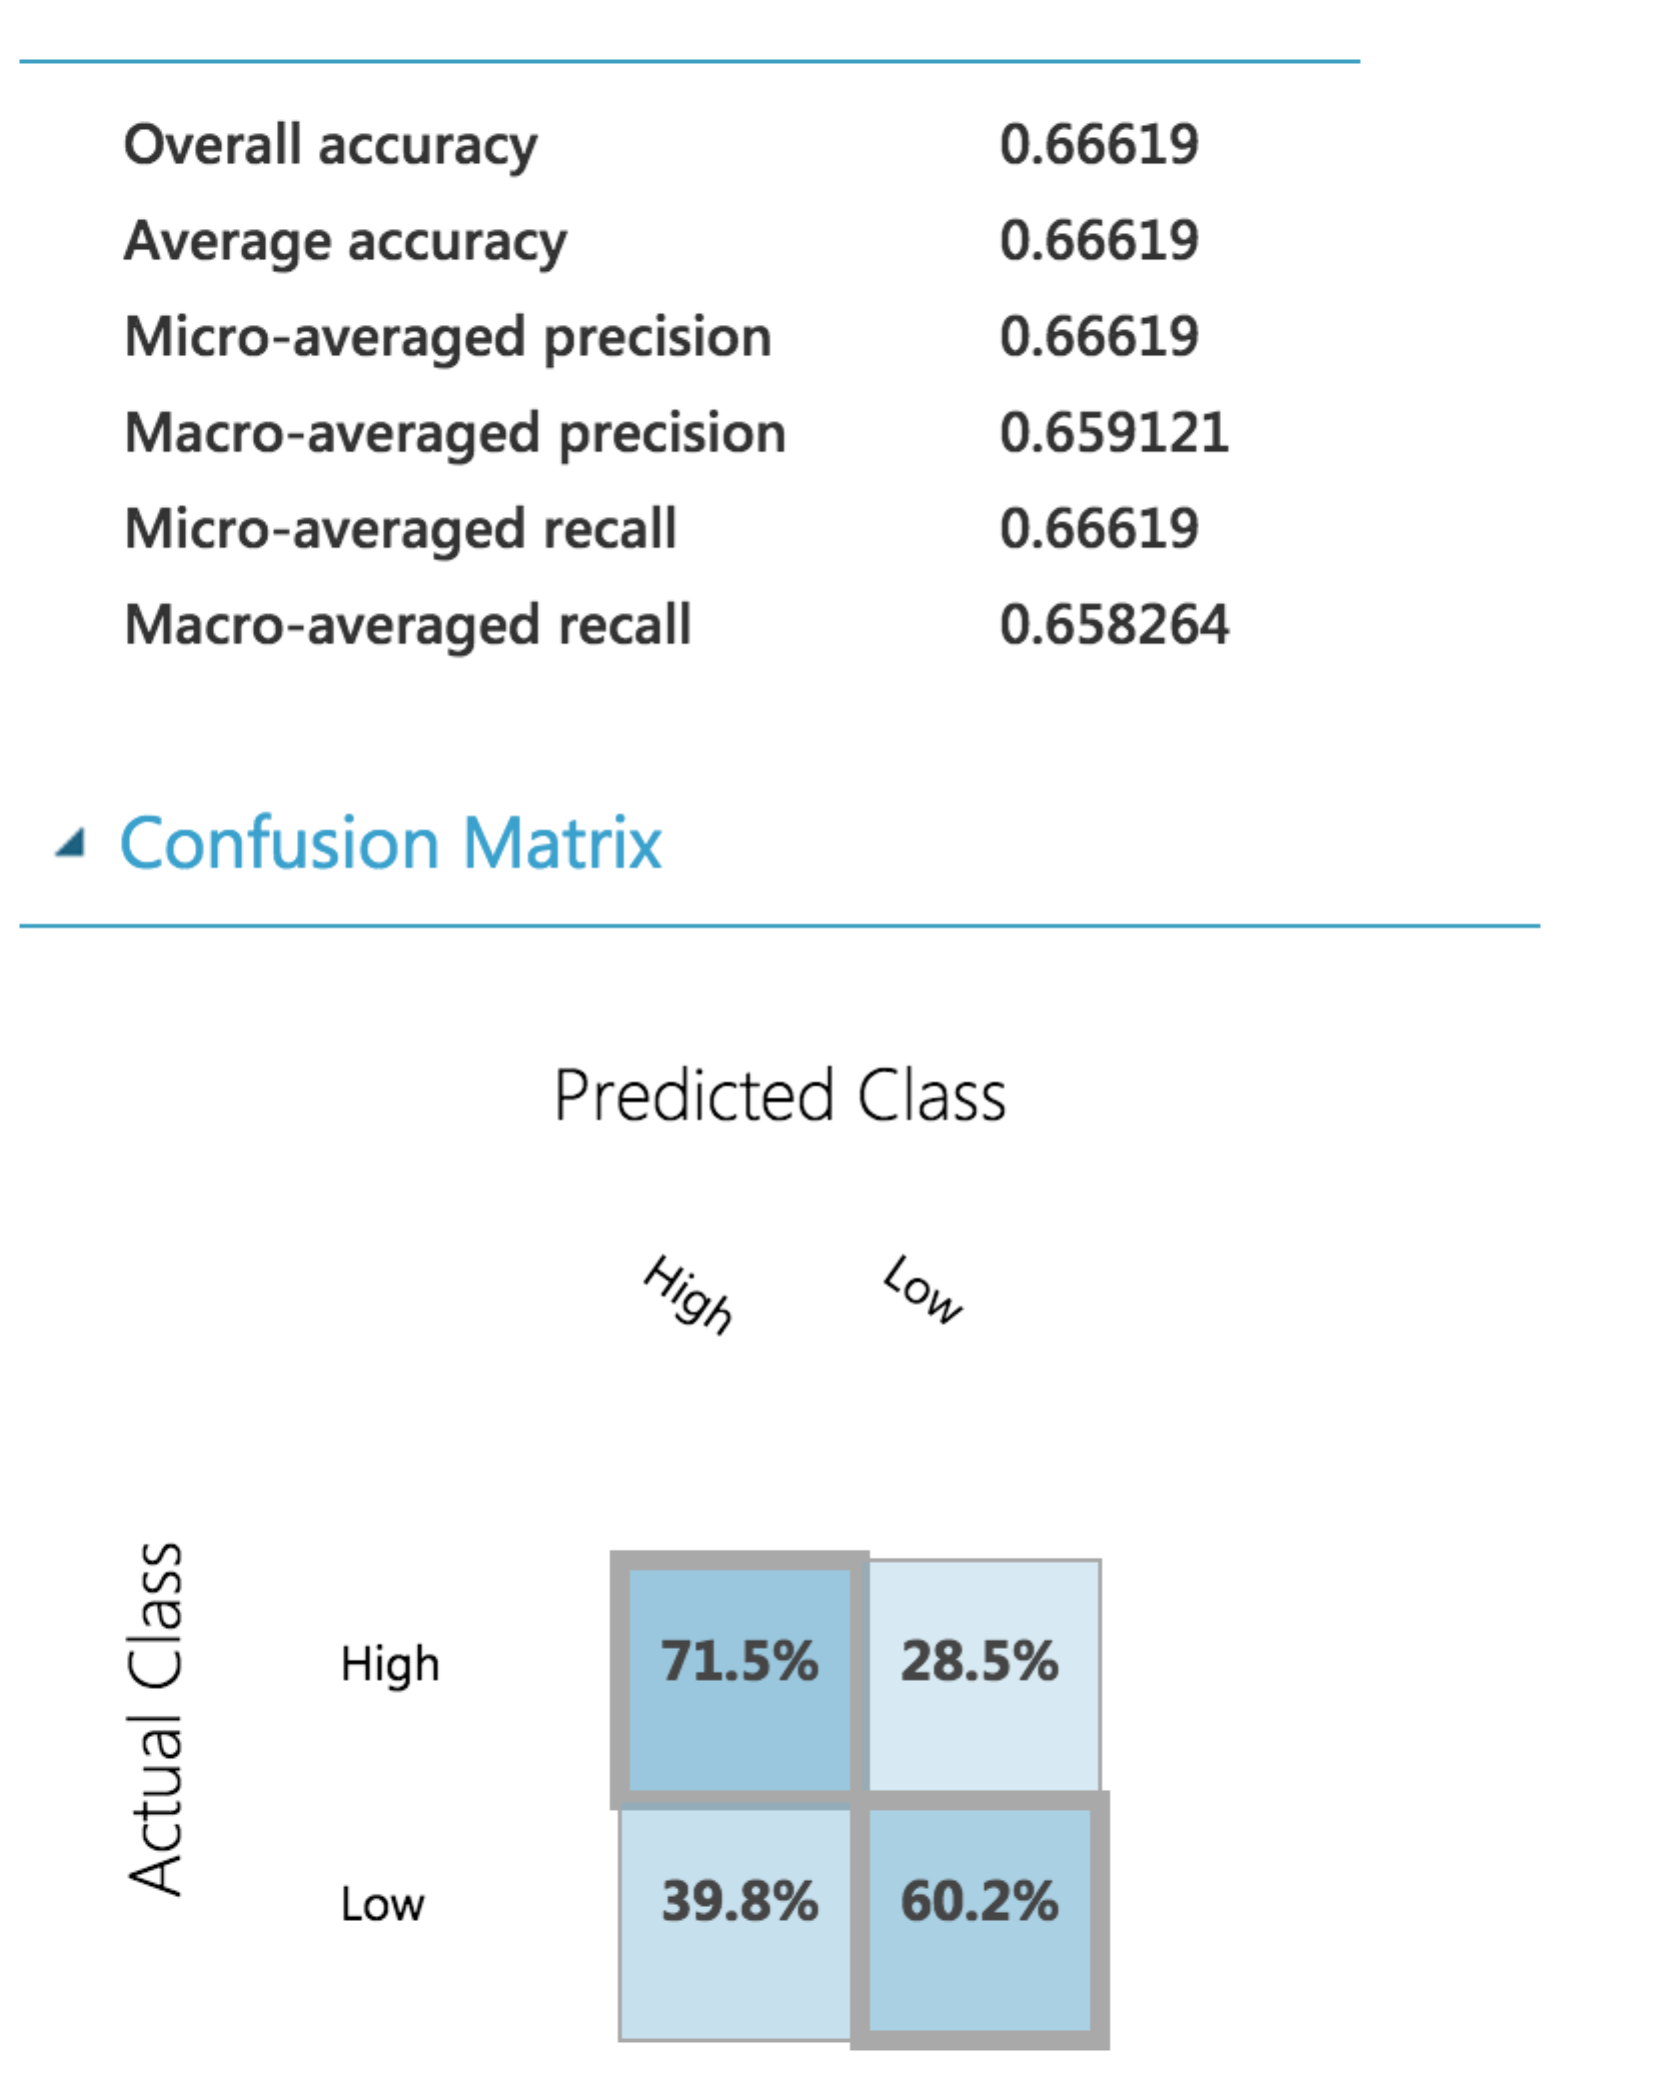 Overall accuracy 0.66619
Average accuracy 0.66619
Micro-averaged precision 0.66619
Macro-averaged precision 0.659121
Micro-averaged recall 0.66619
Macro-averaged recall 0.658264
Confusion Matrix
Predicted Class
High Low
Actual Class
High 71.5% 28.5%
Low 39.8% 60.2%